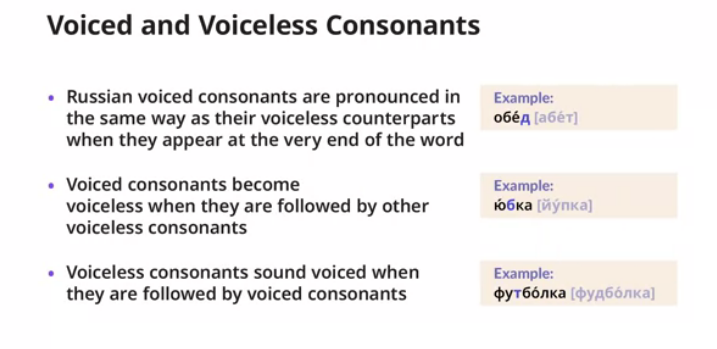 Voiced and Voiceless Consonants
• Russian voiced consonants are pronounced in
the same way as their voiceless counterparts
when they appear at the very end of the word
Example:
обе́д [абе́т]
• Voiced consonants become
voiceless when they are followed by other
voiceless consonants
Example:
ю́бка [йу́пка]
• Voiceless consonants sound voiced when
they are followed by voiced consonants
Example:
футбо́лка [фудбо́лка]